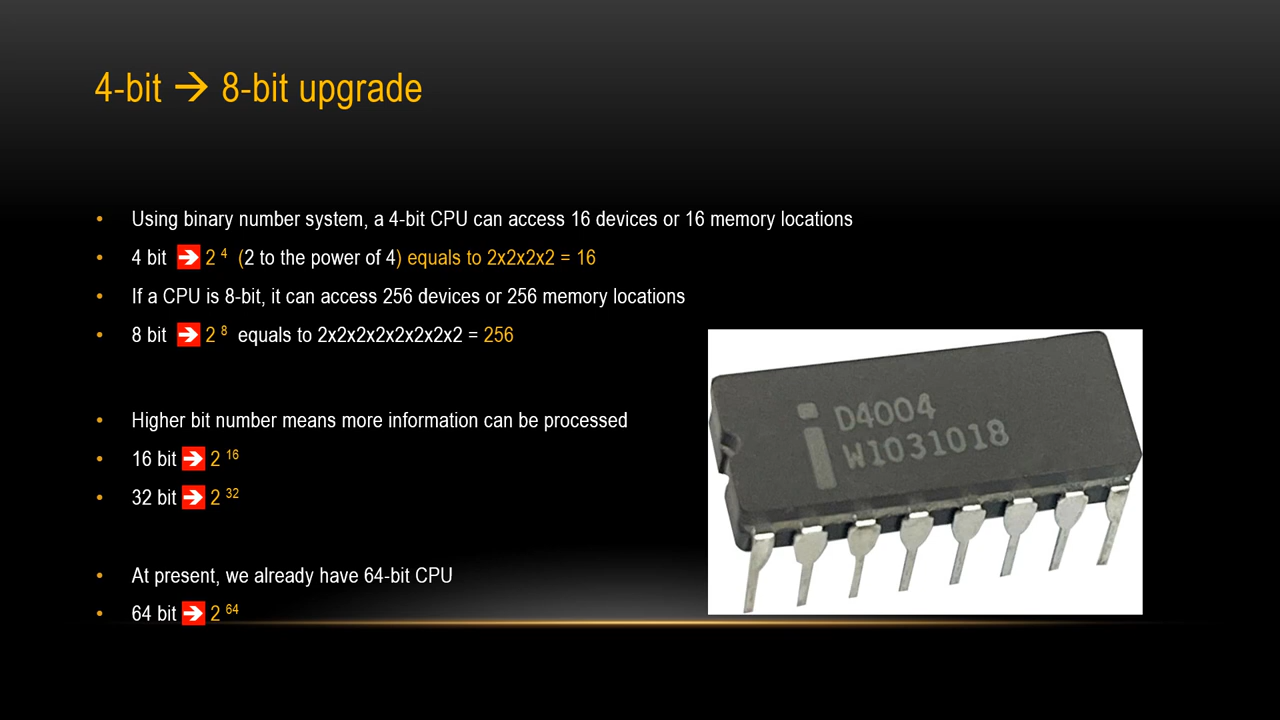 4-bit → 8-bit upgrade
• Using binary number system, a 4-bit CPU can access 16 devices or 16 memory locations
• 4 bit → 2 ⁴ (2 to the power of 4) equals to 2x2x2x2 = 16
• If a CPU is 8-bit, it can access 256 devices or 256 memory locations
• 8 bit → 2 ⁸ equals to 2x2x2x2x2x2x2x2 = 256
• Higher bit number means more information can be processed
• 16 bit → 2 ¹⁶
• 32 bit → 2 ³²
• At present, we already have 64-bit CPU
• 64 bit → 2 ⁶⁴
i D4004
WI031018